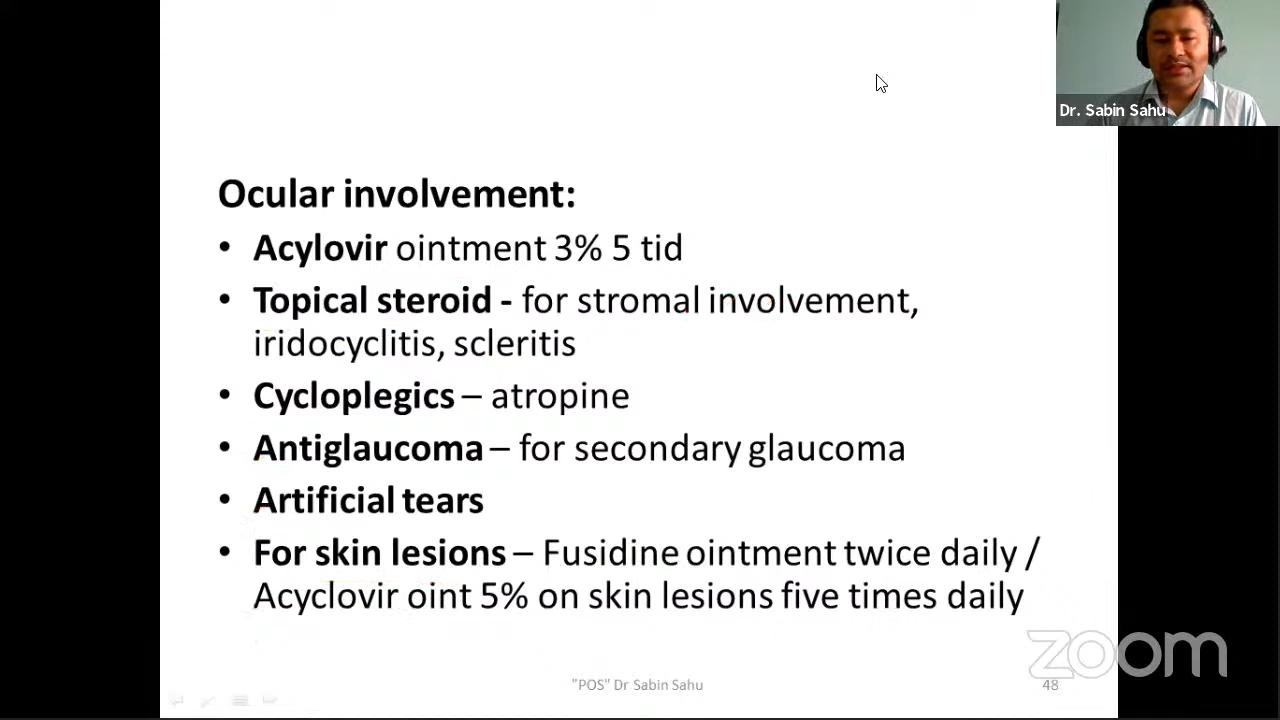 Dr. Sabin Sahu
Ocular involvement:
• Acylovir ointment 3% 5 tid
• Topical steroid - for stromal involvement,
iridocyclitis, scleritis
• Cycloplegics – atropine
• Antiglaucoma – for secondary glaucoma
• Artificial tears
• For skin lesions – Fusidine ointment twice daily /
Acyclovir oint 5% on skin lesions five times daily
zoom
"POS" Dr Sabin Sahu
48